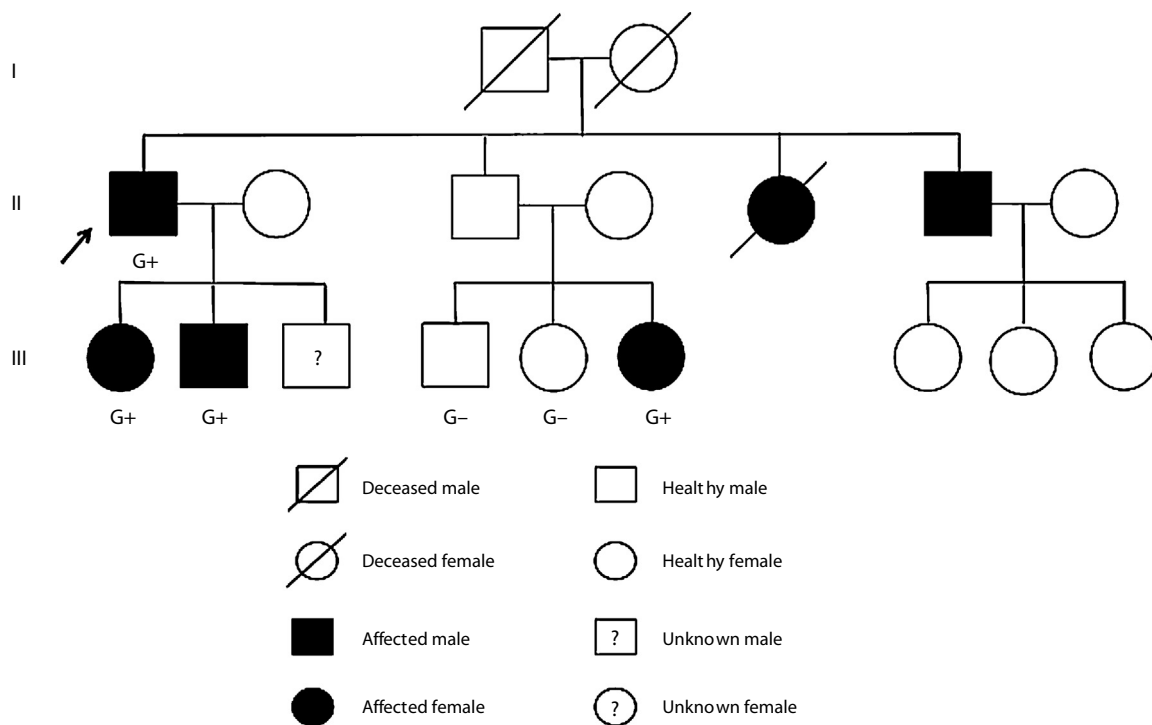 I
II
G+
III
?
G+ G+ G– G– G+
Deceased male Healthy male
Deceased female Healthy female
Affected male ? Unknown male
Affected female ? Unknown female